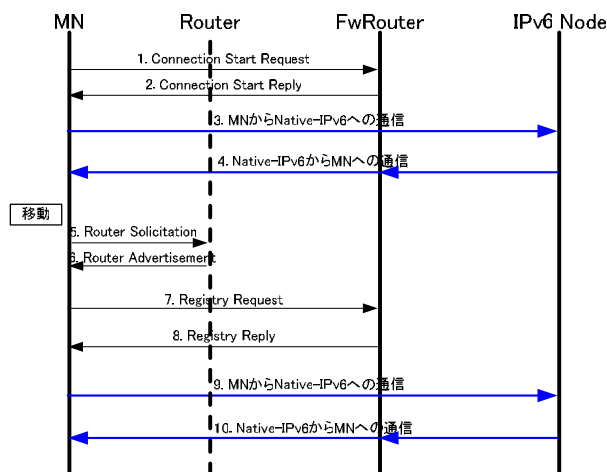 MN Router FwRouter IPv6 Node
1. Connection Start Request
2. Connection Start Reply
3. MNからNative-IPv6への通信
4. Native-IPv6からMNへの通信
移動
5. Router Solicitation
6. Router Advertisement
7. Registry Request
8. Registry Reply
9. MNからNative-IPv6への通信
10. Native-IPv6からMNへの通信